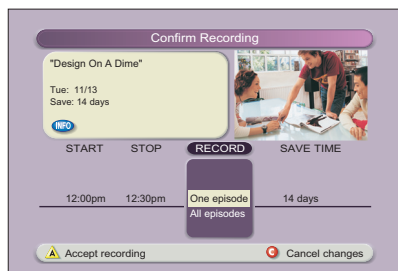 Confirm Recording
"Design On A Dime"
Tue: 11/13
Save: 14 days
INFO
START STOP RECORD SAVE TIME
12:00pm 12:30pm One episode 14 days
All episodes
A Accept recording C Cancel changes